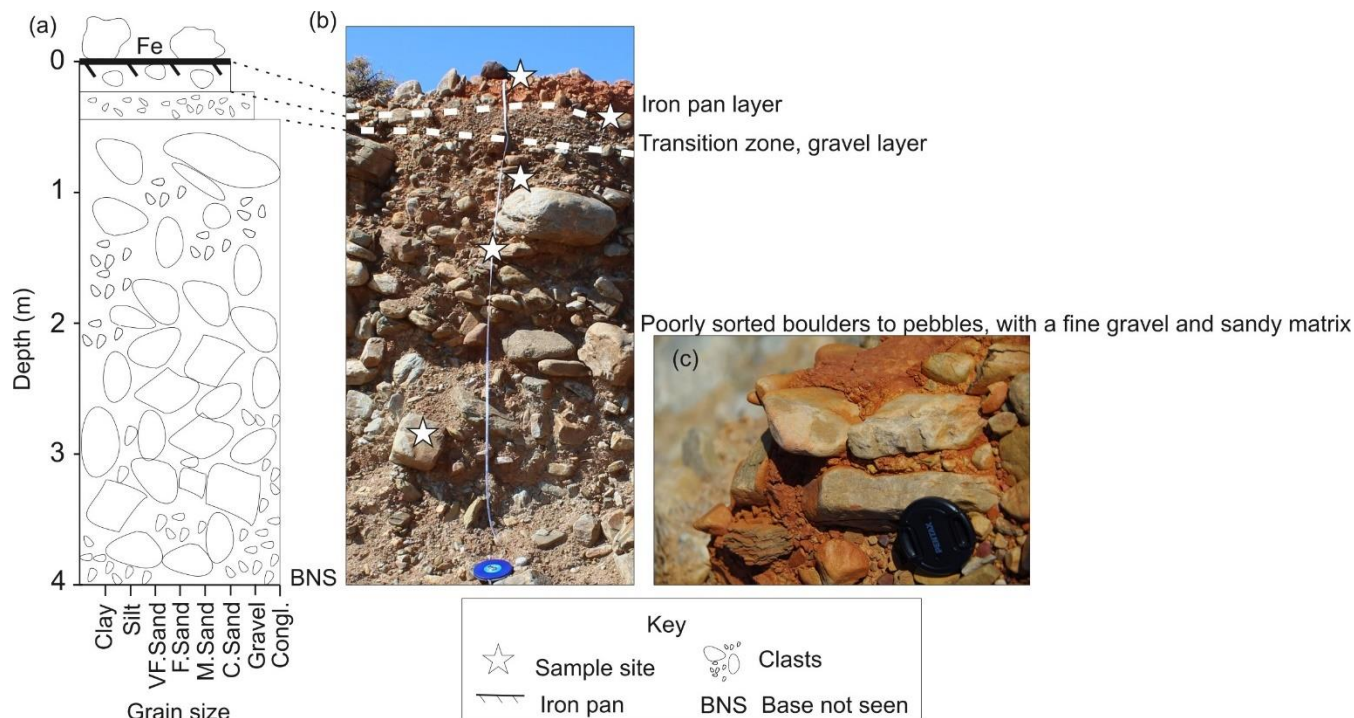 (a)
Fe
0
1
2
3
4
Depth (m)
Clay
Silt
VF.Sand
F.Sand
M.Sand
C.Sand
Gravel
Congl.
Grain size
BNS
(b)
Iron pan layer
Transition zone, gravel layer
Poorly sorted boulders to pebbles, with a fine gravel and sandy matrix
(c)
PENTAX
Key
Sample site
Clasts
Iron pan
BNS Base not seen